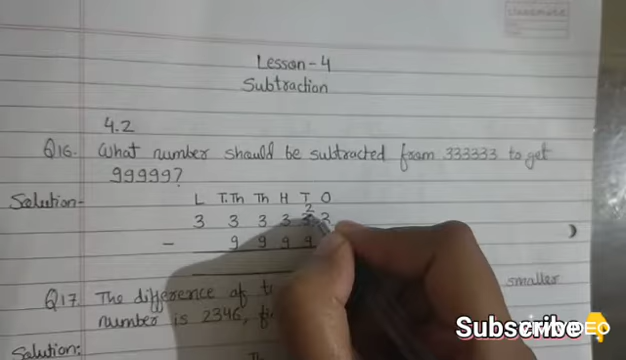 Lesson-4
Subtraction
4.2
Q16. What number should be subtracted from 333333 to get
99999?
Solution L T.Th Th H T O
2
3 3 3 3 3 3
- 9 9 9 9
Q17. The difference of smaller
number is 2346,
Solution:
Th
Subscribe